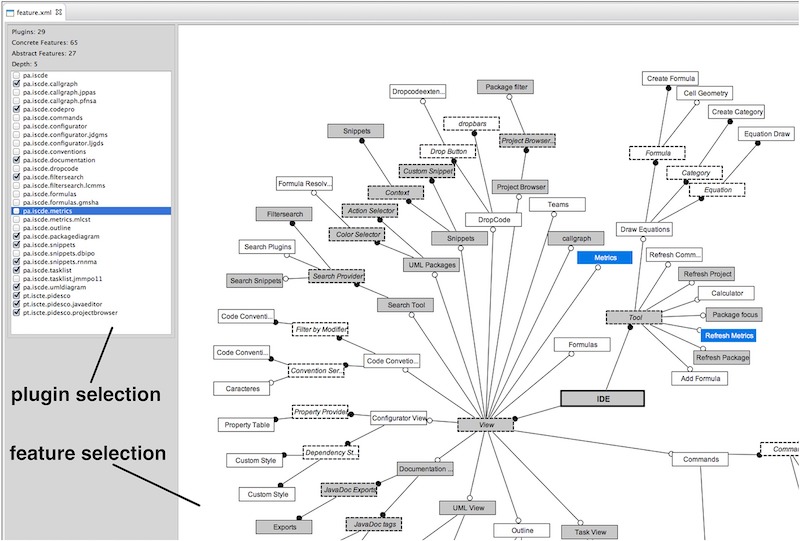 feature.xml
Plugins: 29
Concrete Features: 65
Abstract Features: 27
Depth: 5
pa.iscde
pa.iscde.callgraph
pa.iscde.callgraph.jppas
pa.iscde.callgraph.pfnsa
pa.iscde.codepro
pa.iscde.commands
pa.iscde.configurator
pa.iscde.configurator.jdgms
pa.iscde.configurator.ljgds
pa.iscde.conventions
pa.iscde.documentation
pa.iscde.dropcode
pa.iscde.filtersearch
pa.iscde.filtersearch.lcmms
pa.iscde.formulas
pa.iscde.formulas.gmsha
pa.iscde.metrics
pa.iscde.metrics.mlcst
pa.iscde.outline
pa.iscde.packagediagram
pa.iscde.snippets
pa.iscde.snippets.dbipo
pa.iscde.snippets.rnnma
pa.iscde.tasklist
pa.iscde.tasklist.jmmpo11
pa.iscde.umldiagram
pt.iscte.pidesco
pt.iscte.pidesco.javaeditor
pt.iscte.pidesco.projectbrowser
plugin selection
feature selection
Create Formula
Package filter
Dropcodeexten...
Cell Geometry
Create Category
dropbars
Snippets
Equation Draw
Project Browser...
Drop Button
Formula
Custom Snippet
Category
Formula Resolv...
Context
Project Browser
Equation
Teams
Action Selector
Filtersearch
DropCode
Draw Equations
Color Selector
Snippets
callgraph
Search Plugins
Refresh Comm...
Metrics
UML Packages
Refresh Project
Search Provider
Search Snippets
Calculator
Search Tool
Package focus
Code Conventi...
Tool
Filter by Modifier
Refresh Metrics
Formulas
Code Conventi...
Refresh Package
Code Convetio...
Convention Ser...
Add Formula
Caracteres
IDE
Property Provider
Configurator View
Property Table
View
Dependency St...
Custom Style
Commands
Comma
Documentation ...
JavaDoc Exports
Custom Style
UML View
JavaDoc tags
Exports
Outline
Task View